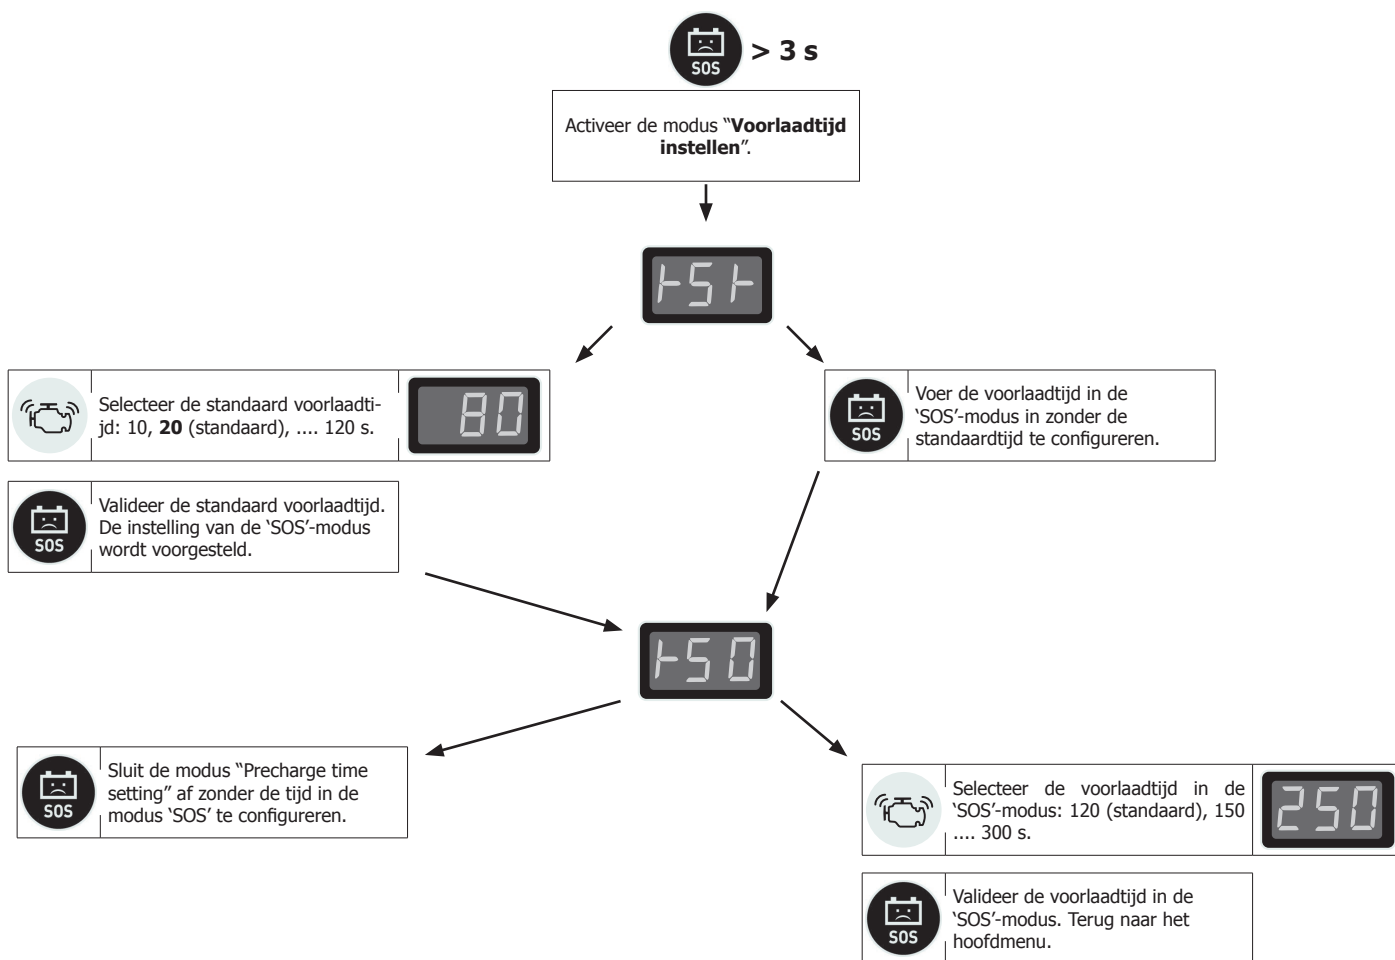 SOS
> 3 s
Activeer de modus “Voorlaadtijd
instellen”.
⊦5⊦
Selecteer de standaard voorlaadti-
jd: 10, 20 (standaard), .... 120 s.
80
SOS
Voer de voorlaadtijd in de
‘SOS’-modus in zonder de
standaardtijd te configureren.
SOS
Valideer de standaard voorlaadtijd.
De instelling van de ‘SOS’-modus
wordt voorgesteld.
⊦50
SOS
Sluit de modus “Precharge time
setting” af zonder de tijd in de
modus ‘SOS’ te configureren.
Selecteer de voorlaadtijd in de
‘SOS’-modus: 120 (standaard), 150
.... 300 s.
250
SOS
Valideer de voorlaadtijd in de
‘SOS’-modus. Terug naar het
hoofdmenu.